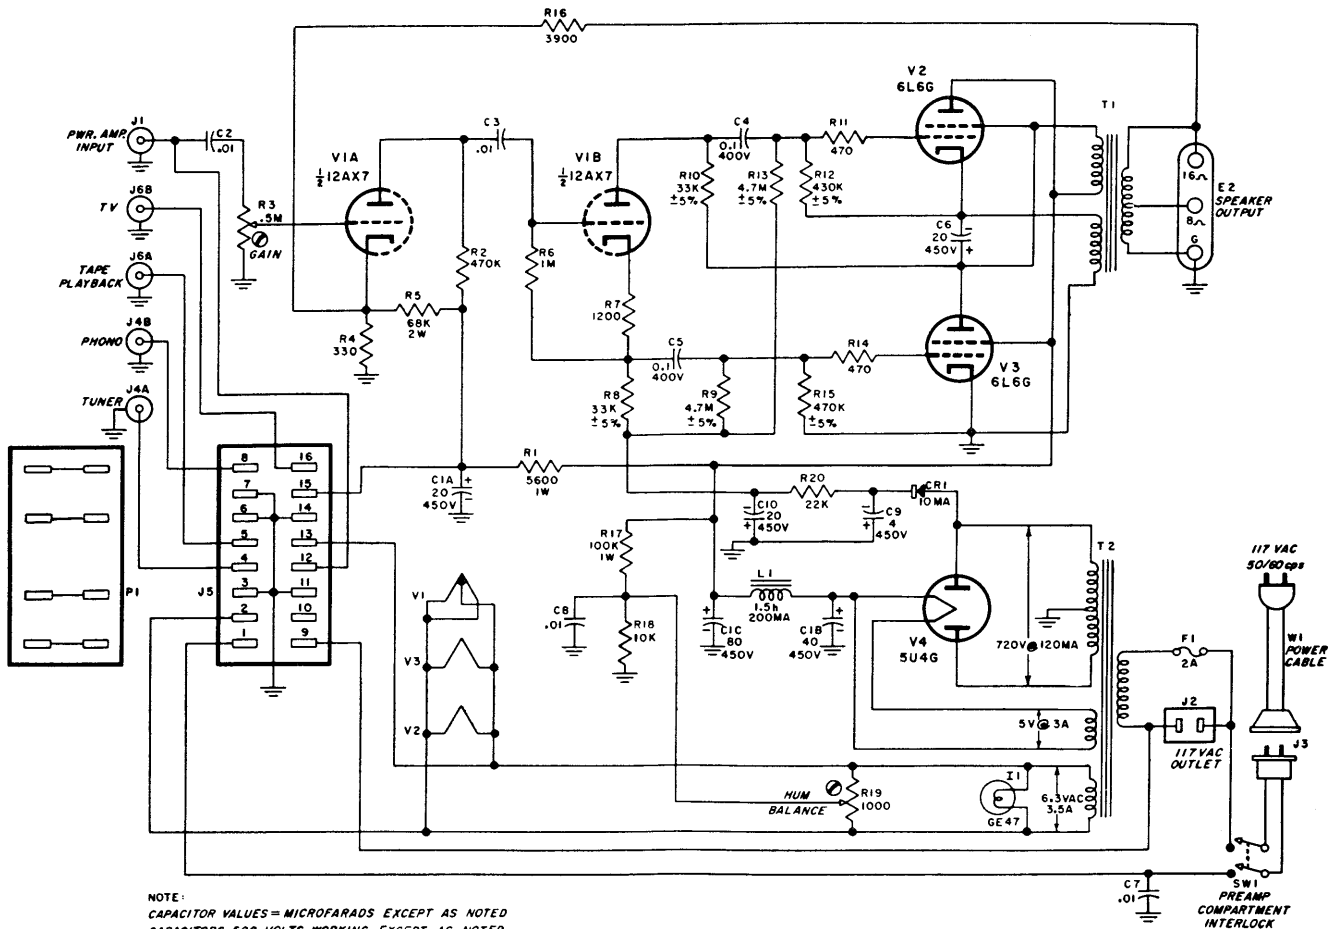 R16
3900
J1
PWR. AMP.
INPUT
C2
.01
R3
.5M
GAIN
J6B
TV
J6A
TAPE
PLAYBACK
J4B
PHONO
J4A
TUNER
V1A
½ 12AX7
C3
.01
R2
470K
R5
68K
2W
R4
330
V1B
½ 12AX7
R6
1M
R7
1200
C4
0.1
400V
R10
33K
±5%
R13
4.7M
±5%
R12
430K
±5%
R11
470
V2
6L6G
C6
20
450V
- +
T1
16Ω
8Ω
G
E2
SPEAKER
OUTPUT
C5
0.1
400V
R8
33K
±5%
R9
4.7M
±5%
R15
470K
±5%
R14
470
V3
6L6G
P1
J5
8 16
7 15
6 14
5 13
4 12
3 11
2 10
1 9
C1A
20
450V
+ -
R1
5600
1W
R17
100K
1W
R18
10K
C8
.01
C10
20
450V
- +
R20
22K
C9
4
450V
- +
CR1
10MA
L1
1.5h
200MA
C1C
80
450V
+ -
C1B
40
450V
+ -
V4
5U4G
T2
720V@120MA
5V@3A
6.3VAC
3.5A
V1
V3
V2
HUM
BALANCE
R19
1000
I1
GE47
117 VAC
50/60cps
W1
POWER
CABLE
F1
2A
J2
117VAC
OUTLET
J3
C7
.01
SW1
PREAMP
COMPARTMENT
INTERLOCK
NOTE:
CAPACITOR VALUES = MICROFARADS EXCEPT AS NOTED